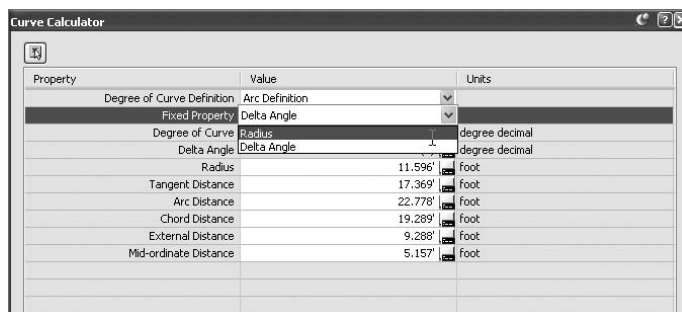 Curve Calculator
Property Value Units
Degree of Curve Definition Arc Definition
Fixed Property Delta Angle
Degree of Curve Radius degree decimal
Delta Angle Delta Angle degree decimal
Radius 11.596' foot
Tangent Distance 17.369' foot
Arc Distance 22.778' foot
Chord Distance 19.289' foot
External Distance 9.288' foot
Mid-ordinate Distance 5.157' foot